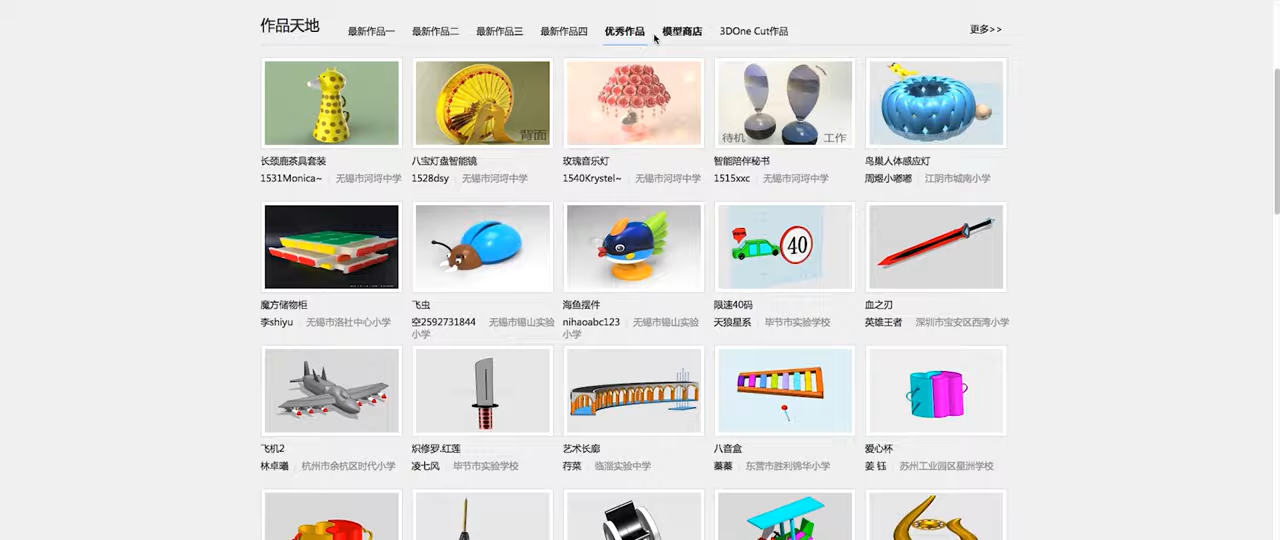 作品天地
最新作品一 最新作品二 最新作品三 最新作品四 优秀作品 模型商店 3DOne Cut作品 更多>>
背面
待机 工作
长颈鹿茶具套装 八宝灯盘智能镜 玫瑰音乐灯 智能陪伴秘书 鸟巢人体感应灯
1531Monica~ 无锡市河埒中学 1528dsy 无锡市河埒中学 1540Krystel~ 无锡市河埒中学 1515xxc 无锡市河埒中学 周煜小嘟嘟 江阴市城南小学
40
魔方储物柜 飞虫 海鱼摆件 限速40码 血之刃
李shiyu 无锡市洛社中心小学 空2592731844 无锡市锡山实验小学 nihaoabc123 无锡市锡山实验小学 天狼星系 毕节市实验学校 英雄王者 深圳市宝安区西湾小学
飞机2 炽修罗.红莲 艺术长廊 八音盒 爱心杯
林卓曦 杭州市余杭区时代小学 凌七风 毕节市实验学校 荇菜 临淄实验中学 蓁蓁 东营市胜利锦华小学 姜 钰 苏州工业园区星洲学校